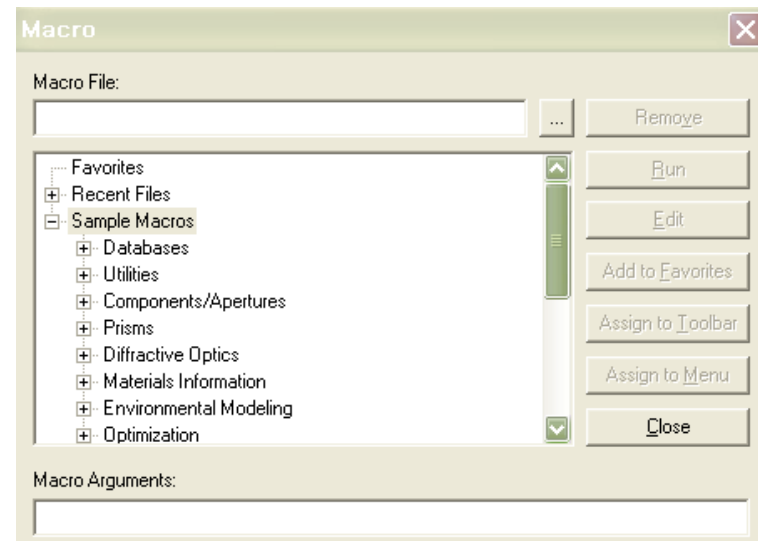 Macro
Macro File:
...
Remove
Favorites
Recent Files
Sample Macros
Databases
Utilities
Components/Apertures
Prisms
Diffractive Optics
Materials Information
Environmental Modeling
Optimization
Run
Edit
Add to Favorites
Assign to Toolbar
Assign to Menu
Close
Macro Arguments: